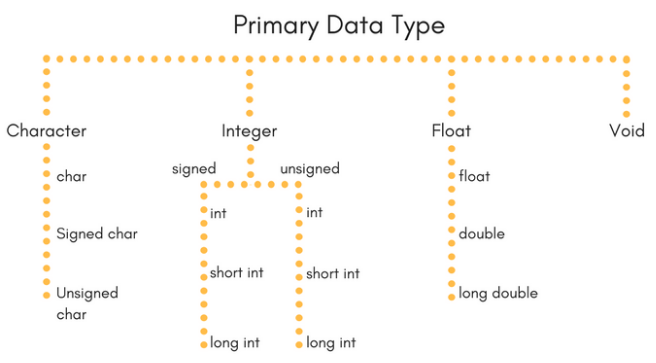 Primary Data Type
Character
Integer
Float
Void
char
Signed char
Unsigned
char
signed
unsigned
int
short int
long int
int
short int
long int
float
double
long double